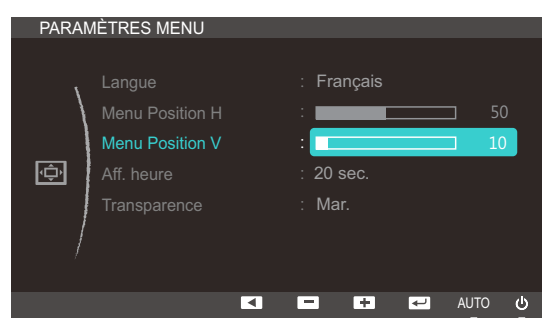 PARAMÈTRES MENU
Langue : Français
Menu Position H : 50
Menu Position V : 10
Aff. heure : 20 sec.
Transparence : Mar.
AUTO